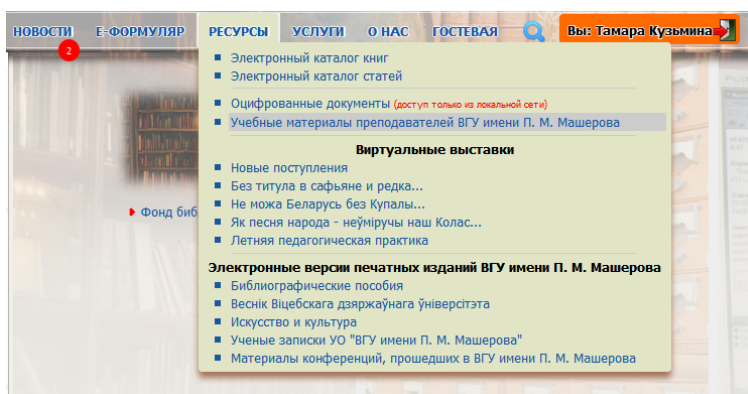 НОВОСТИ Е-ФОРМУЛЯР РЕСУРСЫ УСЛУГИ О НАС ГОСТЕВАЯ Вы: Тамара Кузьмина
2
Электронный каталог книг
Электронный каталог статей
Оцифрованные документы (доступ только из локальной сети)
Учебные материалы преподавателей ВГУ имени П. М. Машерова
Виртуальные выставки
Новые поступления
Без титула в сафьяне и редка...
Не можа Беларусь без Купалы...
Як песня народа - неўміручы наш Колас...
Летняя педагогическая практика
Фонд биб
Электронные версии печатных изданий ВГУ имени П. М. Машерова
Библиографические пособия
Веснік Віцебскага дзяржаўнага ўніверсітэта
Искусство и культура
Ученые записки УО "ВГУ имени П. М. Машерова"
Материалы конференций, прошедших в ВГУ имени П. М. Машерова